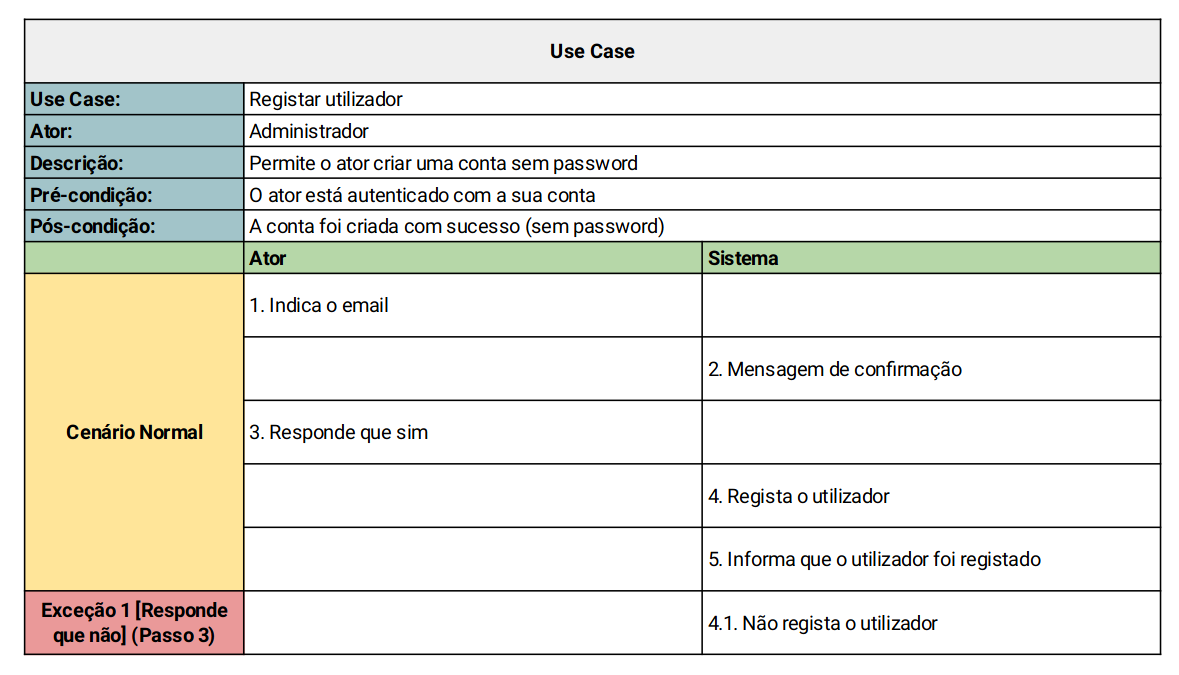 Use Case
Use Case: Registar utilizador
Ator: Administrador
Descrição: Permite o ator criar uma conta sem password
Pré-condição: O ator está autenticado com a sua conta
Pós-condição: A conta foi criada com sucesso (sem password)
Ator Sistema
1. Indica o email
2. Mensagem de confirmação
Cenário Normal 3. Responde que sim
4. Regista o utilizador
5. Informa que o utilizador foi registado
Exceção 1 [Responde
que não] (Passo 3)
4.1. Não regista o utilizador